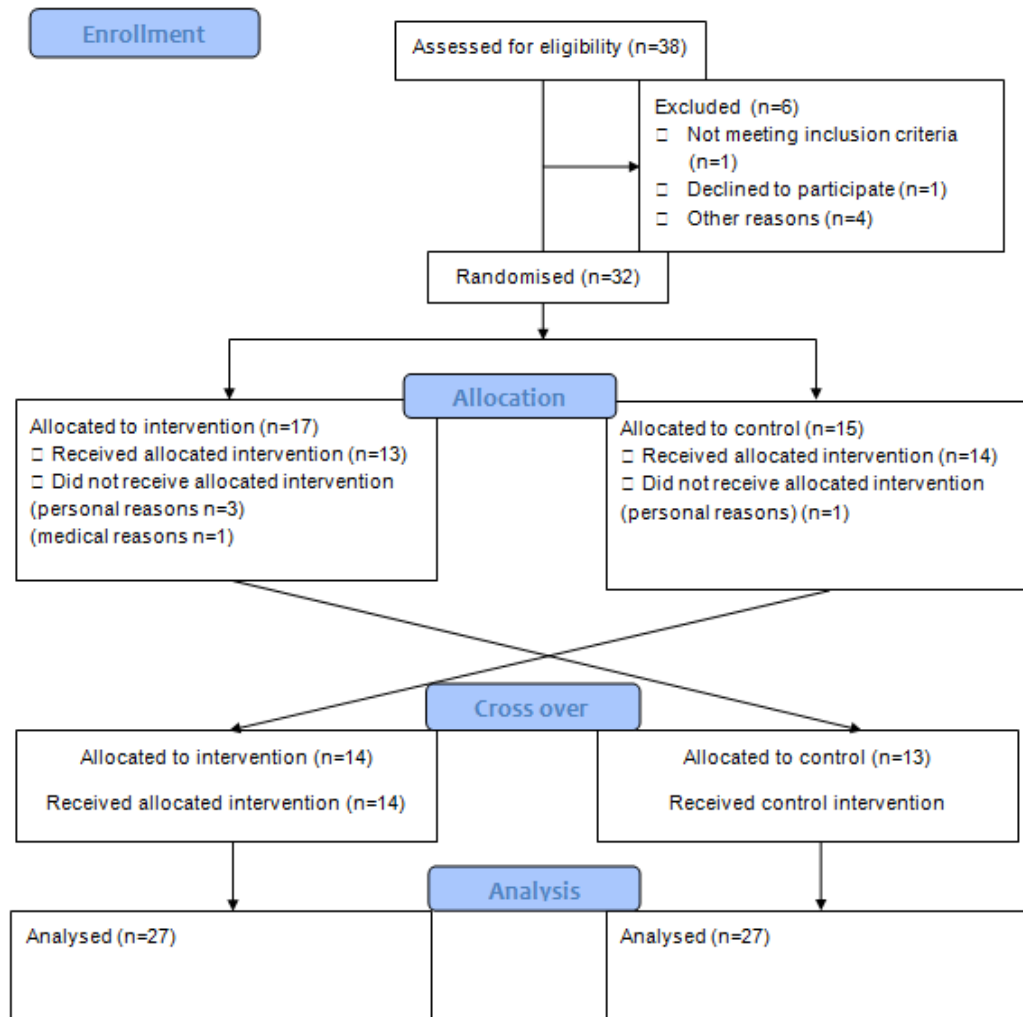 Enrollment
Assessed for eligibility (n=38)
Excluded (n=6)
□ Not meeting inclusion criteria
(n=1)
□ Declined to participate (n=1)
□ Other reasons (n=4)
Randomised (n=32)
Allocation
Allocated to intervention (n=17)
□ Received allocated intervention (n=13)
□ Did not receive allocated intervention
(personal reasons n=3)
(medical reasons n=1)
Allocated to control (n=15)
□ Received allocated intervention (n=14)
□ Did not receive allocated intervention
(personal reasons) (n=1)
Cross over
Allocated to intervention (n=14)
Received allocated intervention (n=14)
Allocated to control (n=13)
Received control intervention
Analysis
Analysed (n=27)
Analysed (n=27)